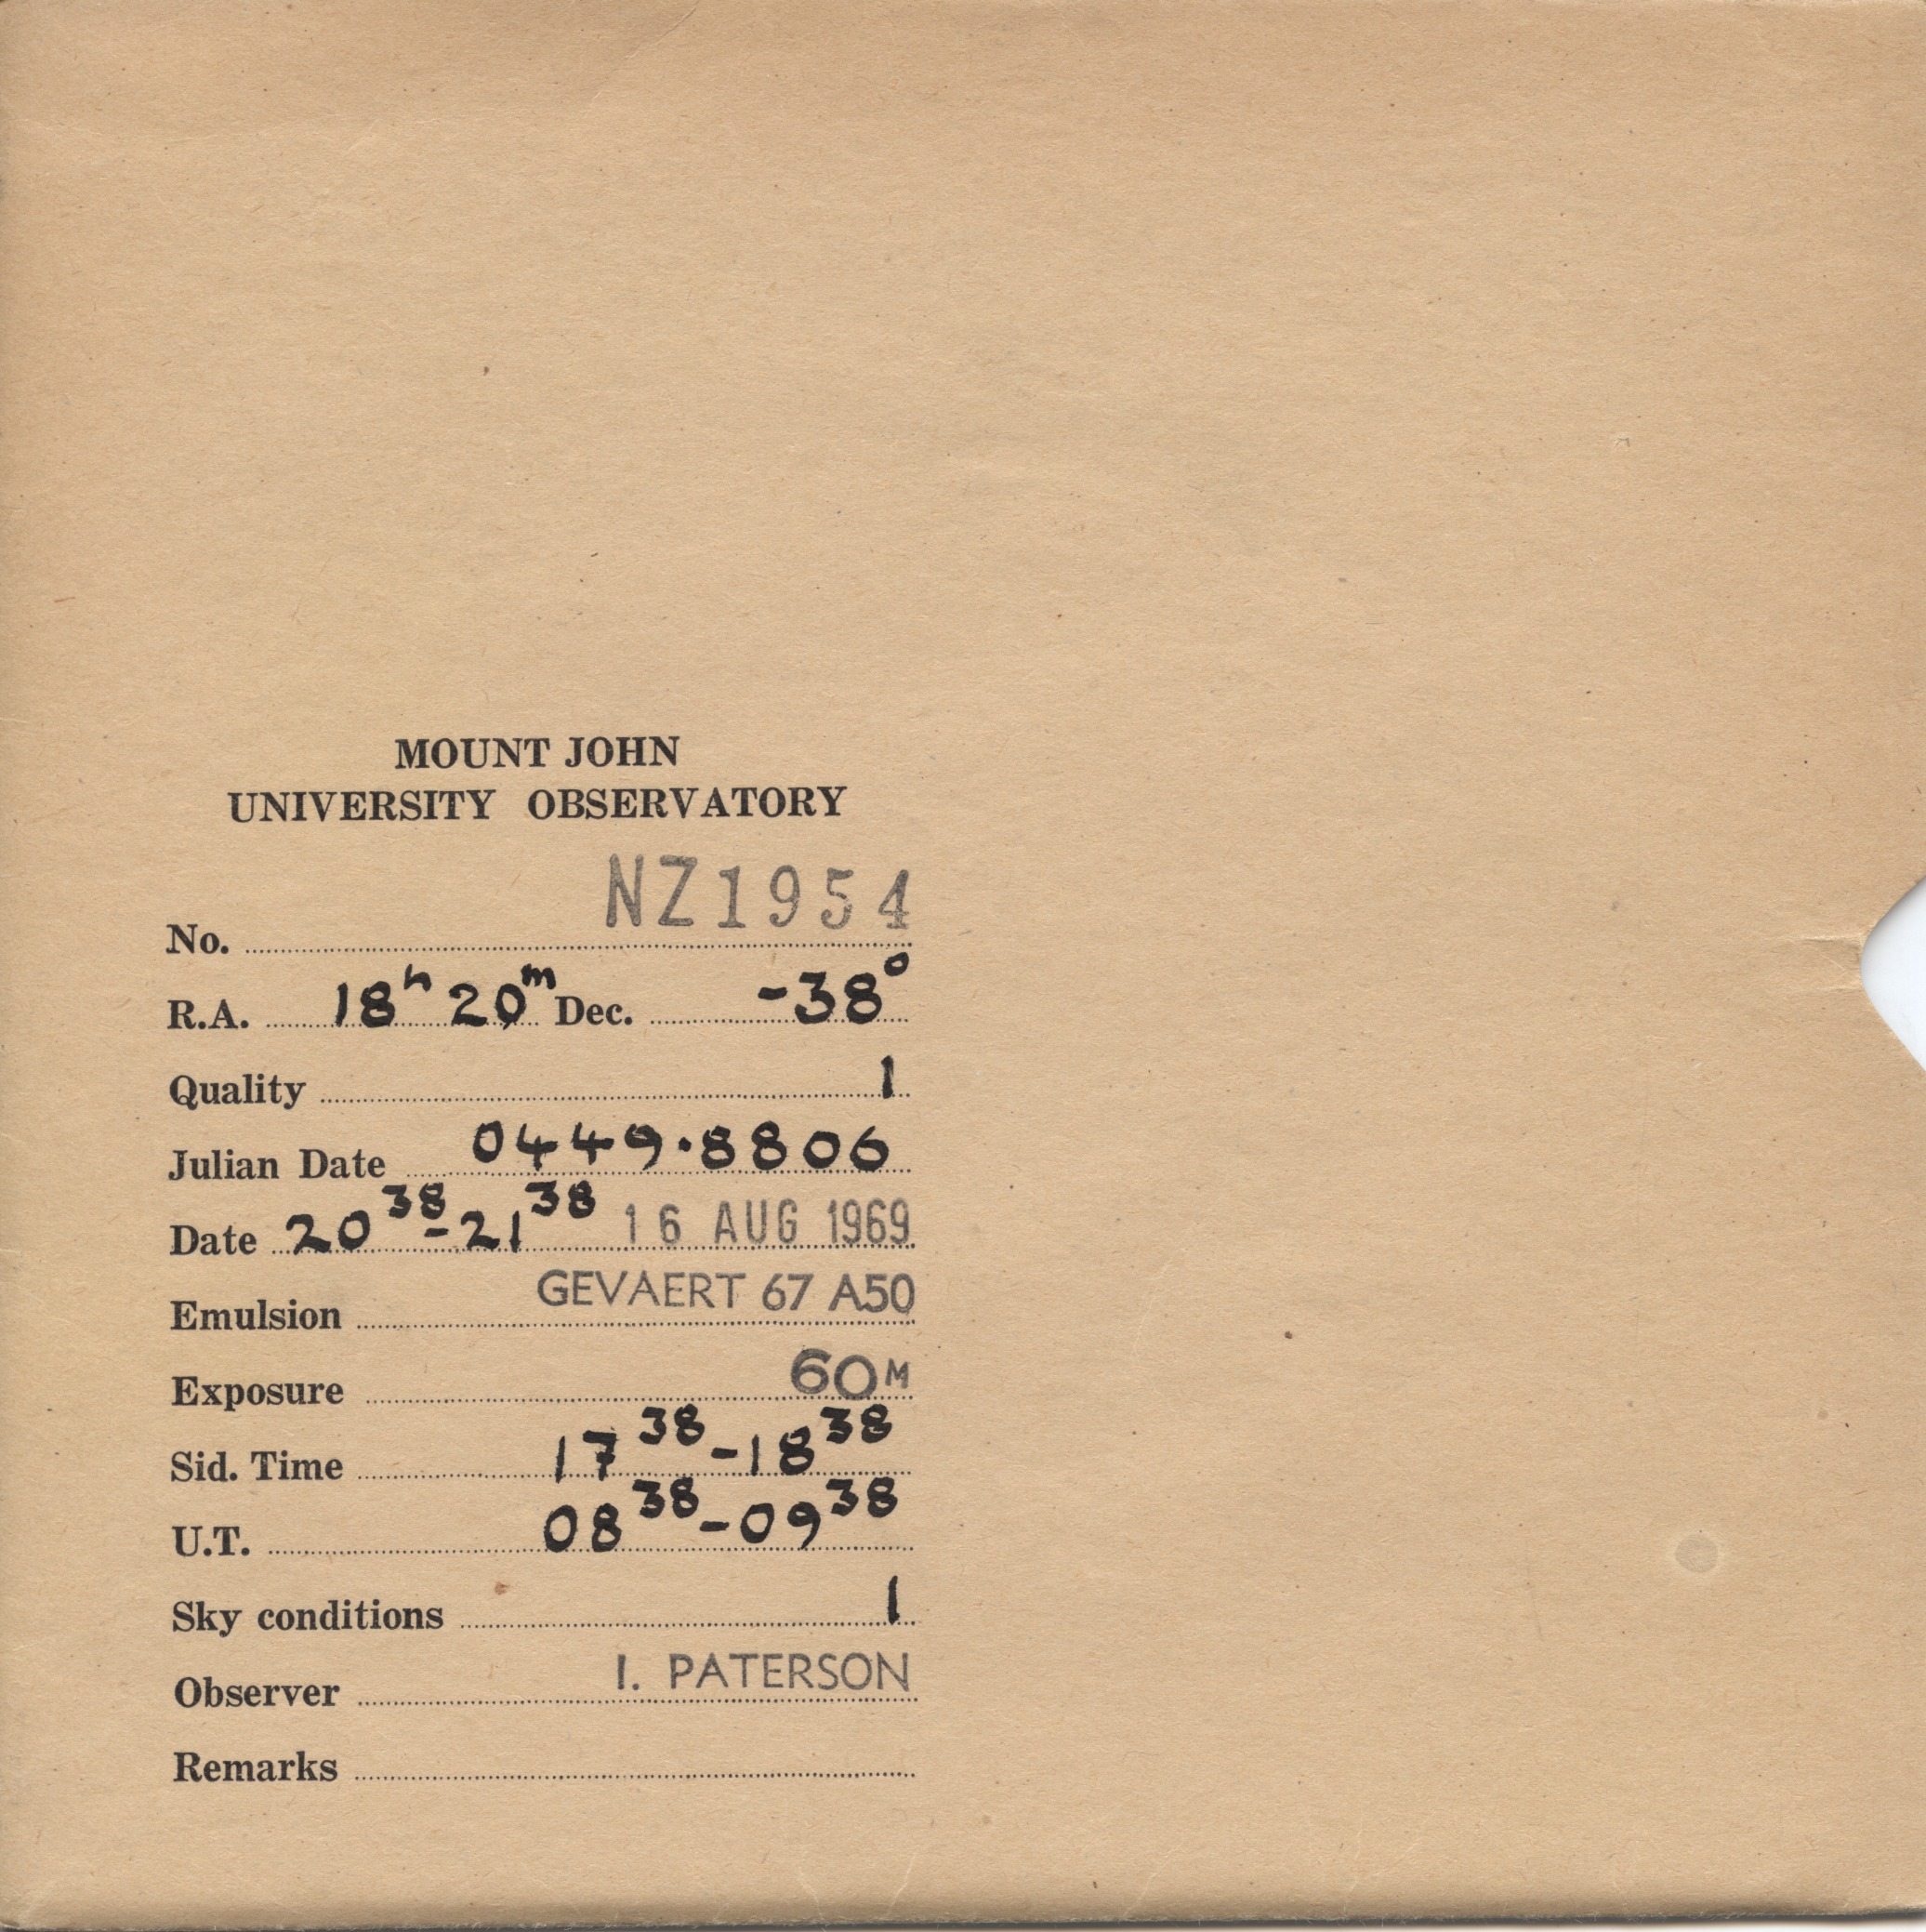 MOUNT JOHN
UNIVERSITY OBSERVATORY
No. NZ1954
R.A. 18h 20m Dec. -38°
Quality 1
Julian Date 0449.8806
Date 20 38 - 21 38 16 AUG 1969
Emulsion GEVAERT 67 A50
Exposure 60M
Sid. Time 17 38 - 18 38
U.T. 08 38 - 09 38
Sky conditions 1
Observer I. PATERSON
Remarks